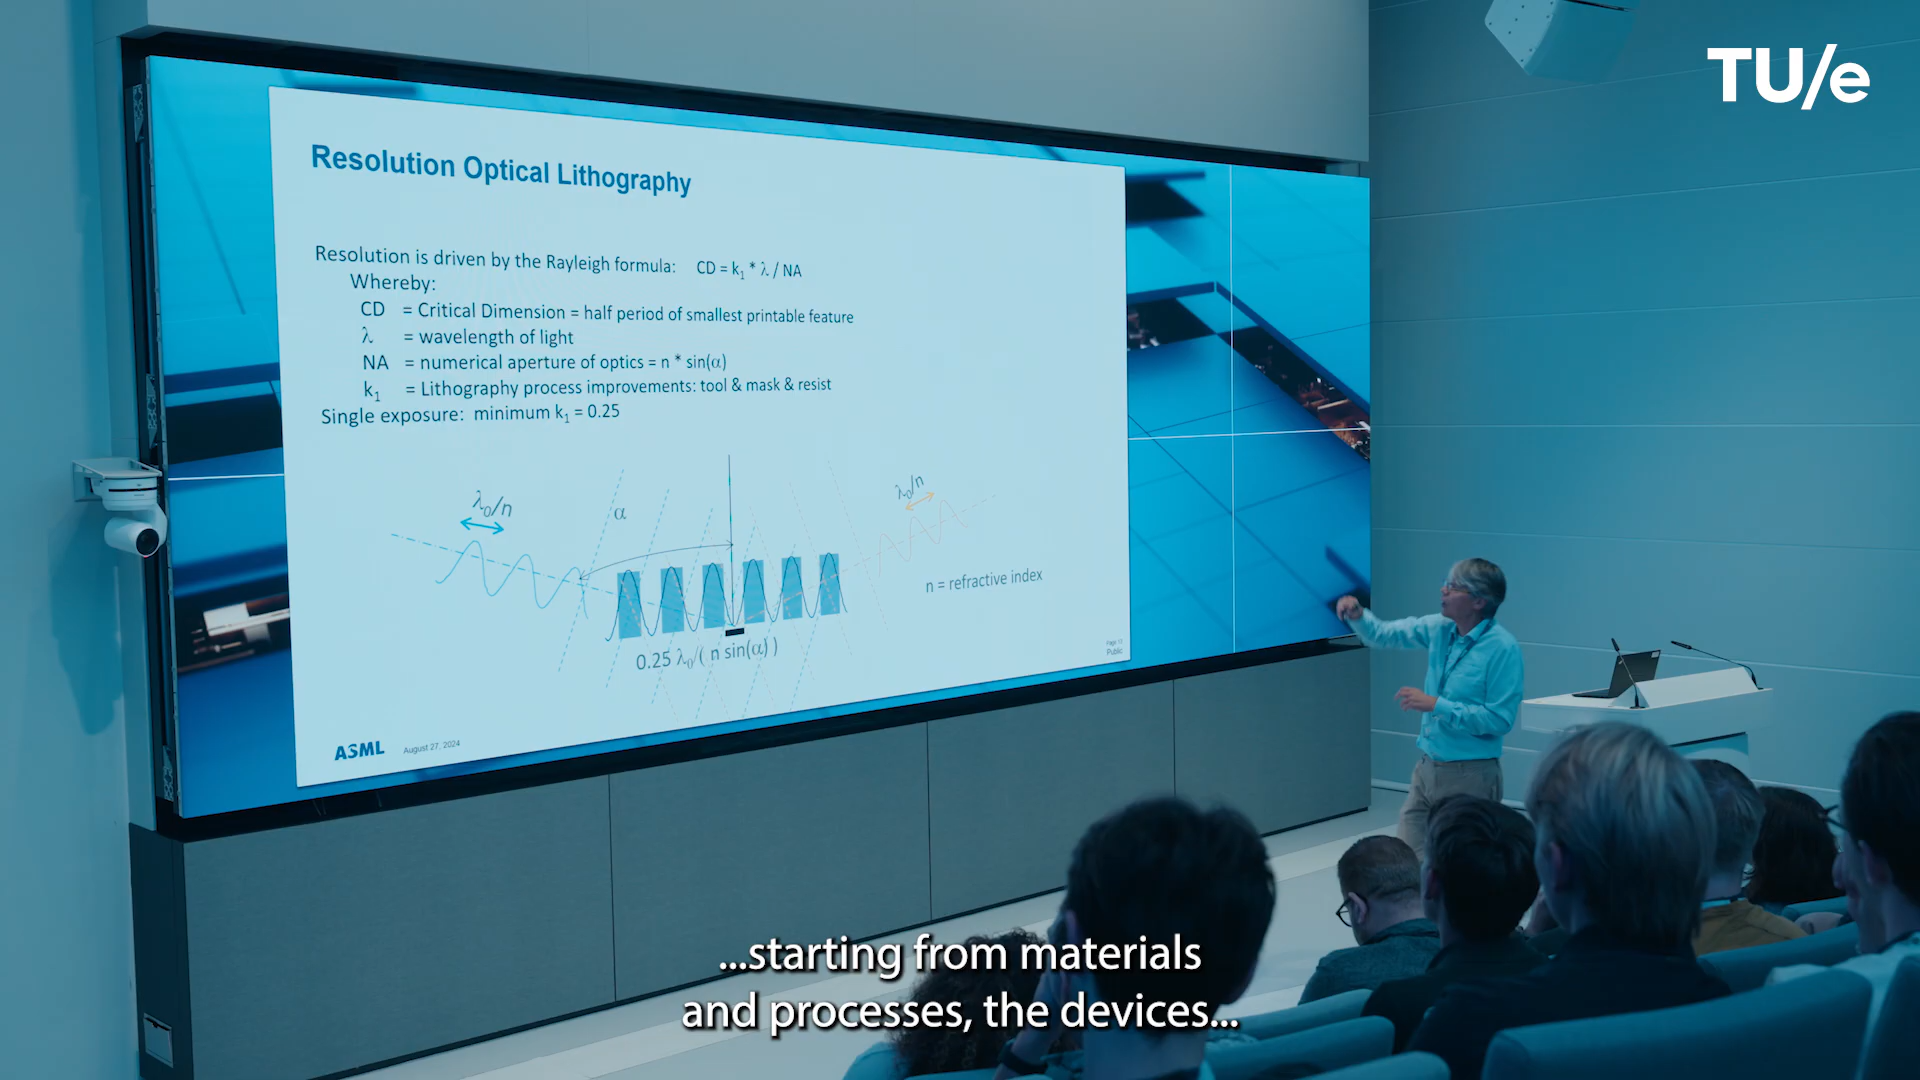 TU/e
Resolution Optical Lithography
Resolution is driven by the Rayleigh formula: CD = k₁ * λ / NA
Whereby:
CD = Critical Dimension = half period of smallest printable feature
λ = wavelength of light
NA = numerical aperture of optics = n * sin(α)
k₁ = Lithography process improvements: tool & mask & resist
Single exposure: minimum k₁ = 0.25
λ₀/n
α
λ₀/n
n = refractive index
0.25 λ₀/( n sin(α) )
Page 13
Public
ASML August 27, 2024
...starting from materials
and processes, the devices...